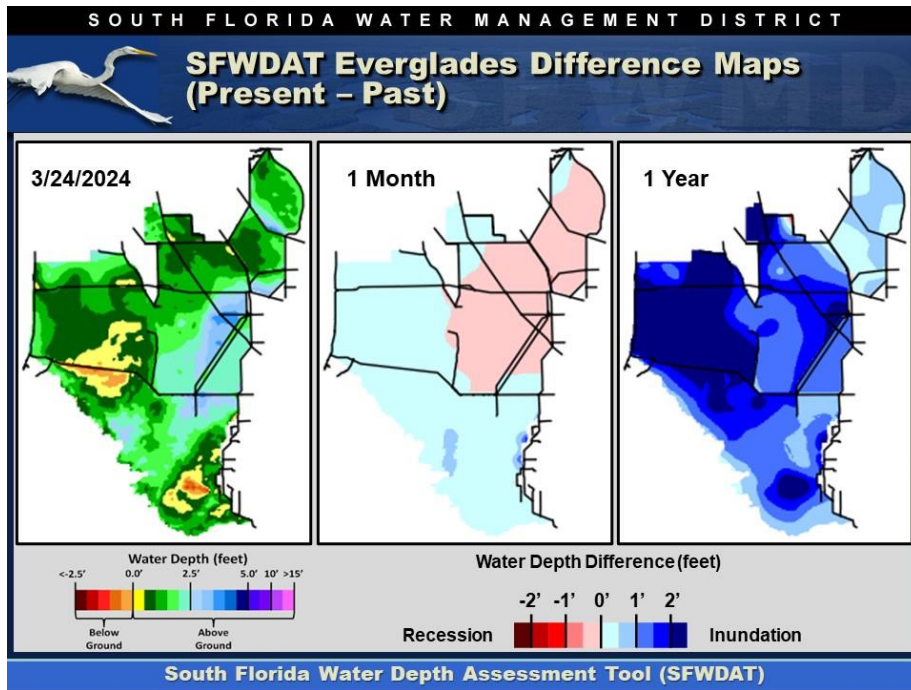 SOUTH FLORIDA WATER MANAGEMENT DISTRICT
SFWDAT Everglades Difference Maps
(Present – Past)
3/24/2024
1 Month
1 Year
Water Depth (feet)
<-2.5' 0.0' 2.5' 5.0' 10' >15'
Below
Ground
Above
Ground
Water Depth Difference (feet)
-2' -1' 0' 1' 2'
Recession
Inundation
South Florida Water Depth Assessment Tool (SFWDAT)